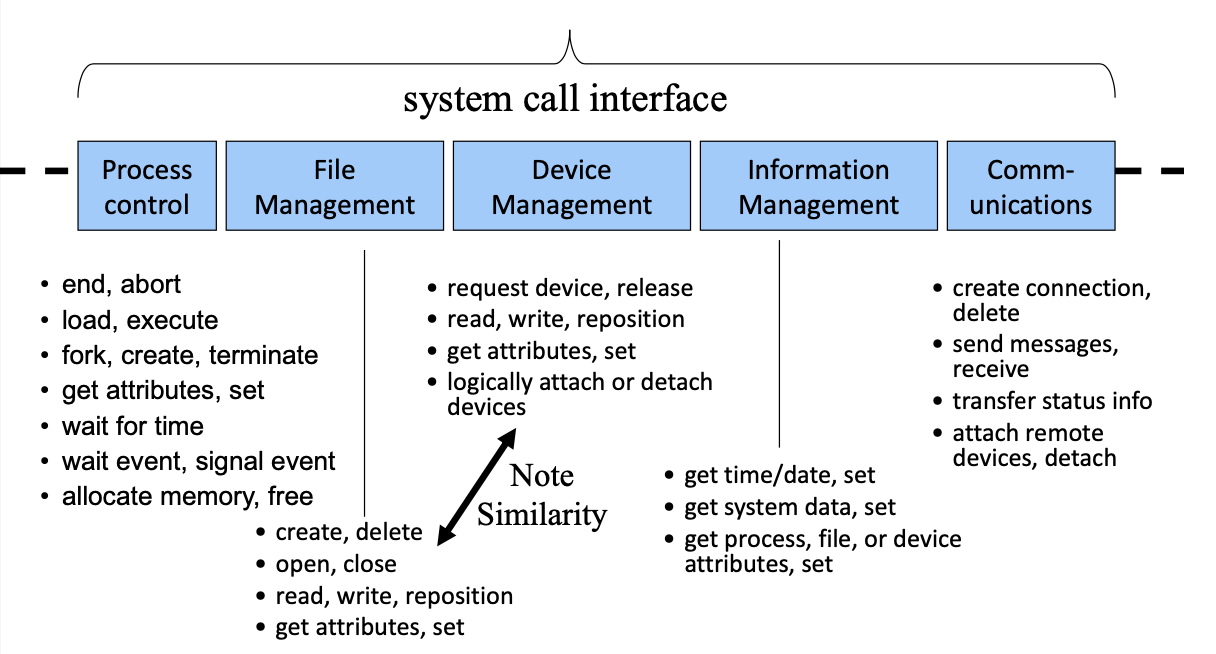 system call interface
Process
control
File
Management
Device
Management
Information
Management
Comm-
unications
• end, abort
• load, execute
• fork, create, terminate
• get attributes, set
• wait for time
• wait event, signal event
• allocate memory, free
• create, delete
• open, close
• read, write, reposition
• get attributes, set
• request device, release
• read, write, reposition
• get attributes, set
• logically attach or detach
devices
Note
Similarity
• get time/date, set
• get system data, set
• get process, file, or device
attributes, set
• create connection,
delete
• send messages,
receive
• transfer status info
• attach remote
devices, detach